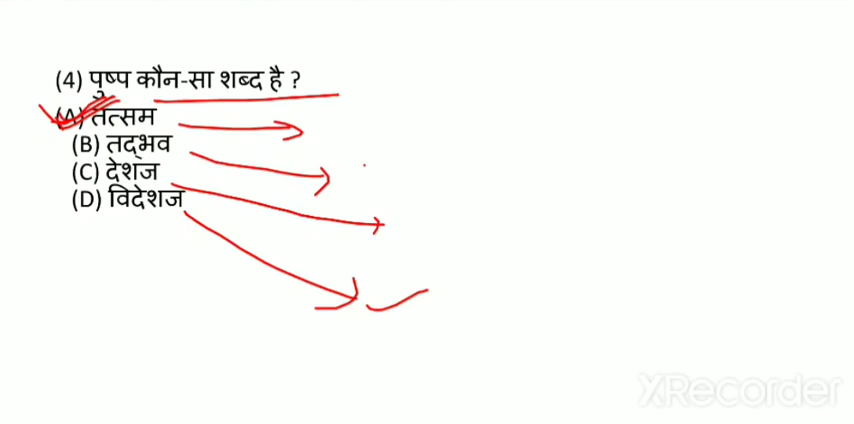 (4) पुष्प कौन-सा शब्द है ?
(A) तत्सम
(B) तद्भव
(C) देशज
(D) विदेशज
XRecorder